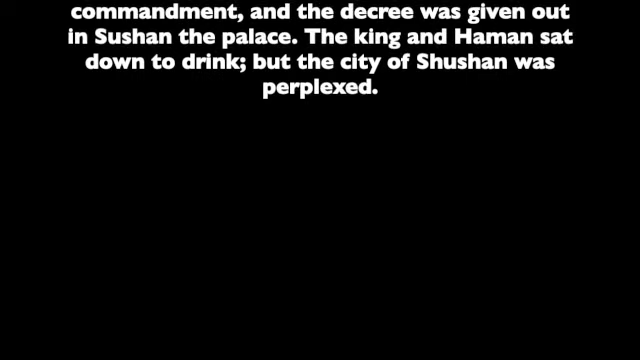 commandment, and the decree was given out
in Sushan the palace. The king and Haman sat
down to drink; but the city of Shushan was
perplexed.